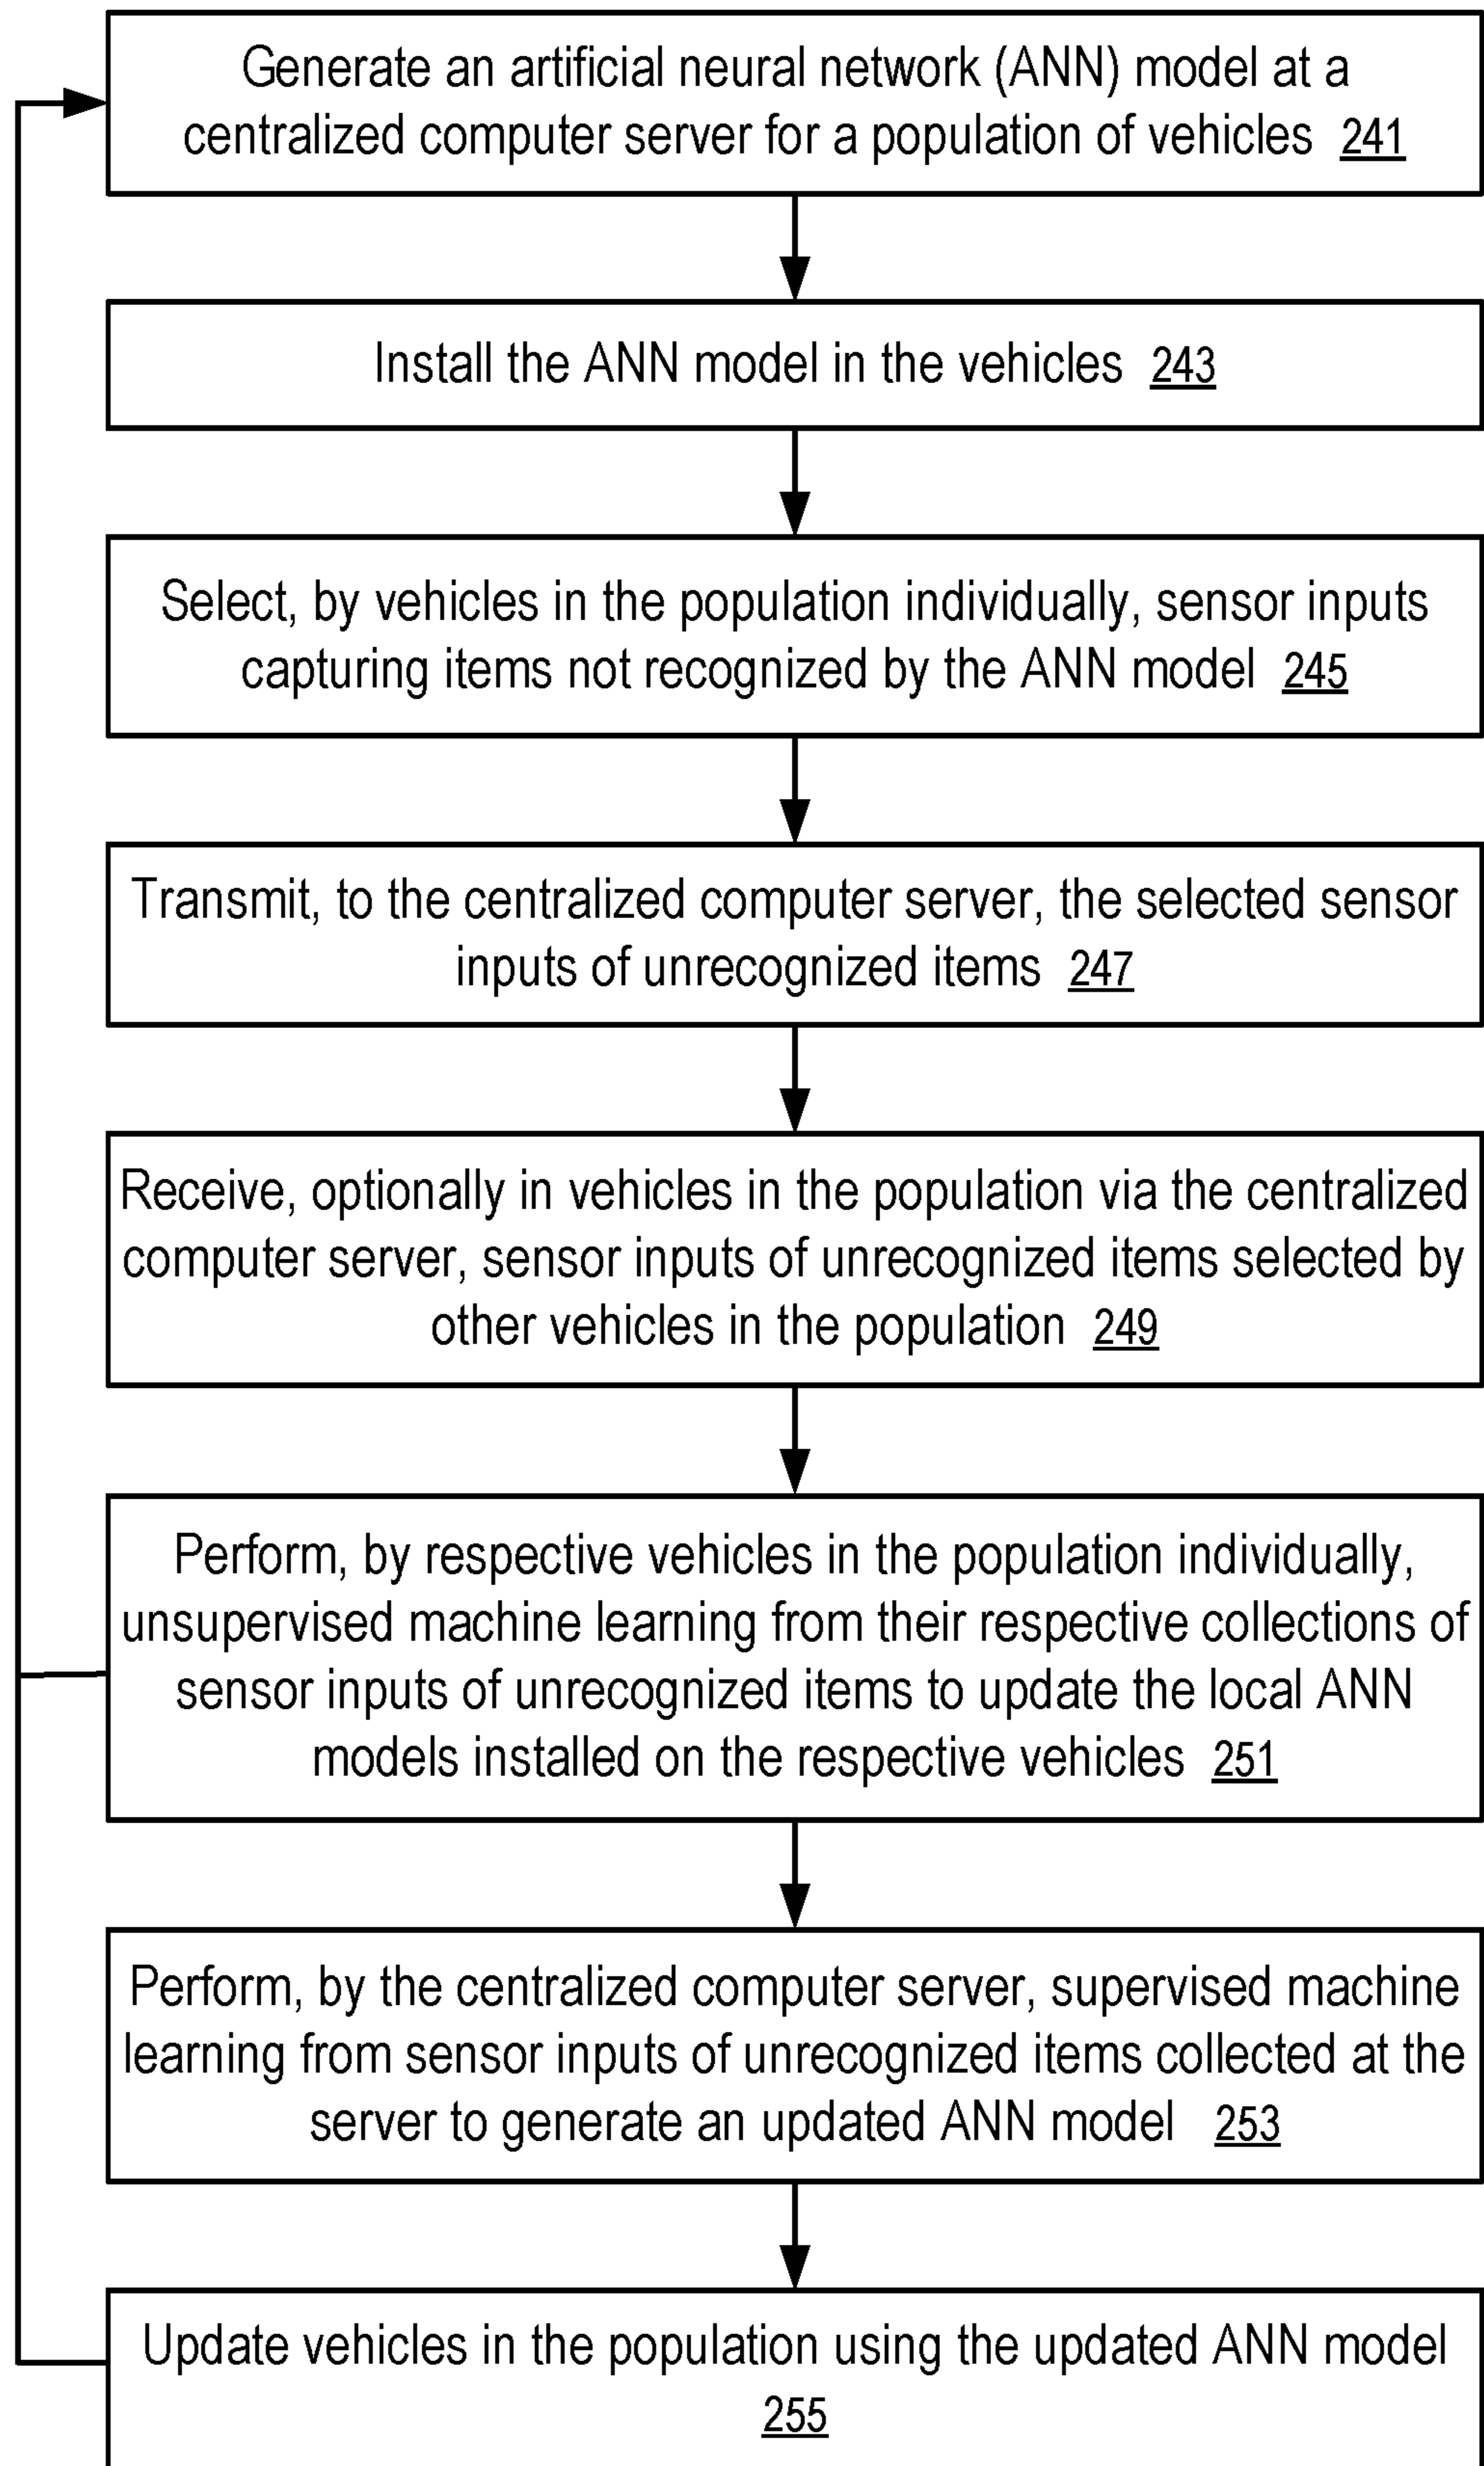 Generate an artificial neural network (ANN) model at a
centralized computer server for a population of vehicles 241
Install the ANN model in the vehicles 243
Select, by vehicles in the population individually, sensor inputs
capturing items not recognized by the ANN model 245
Transmit, to the centralized computer server, the selected sensor
inputs of unrecognized items 247
Receive, optionally in vehicles in the population via the centralized
computer server, sensor inputs of unrecognized items selected by
other vehicles in the population 249
Perform, by respective vehicles in the population individually,
unsupervised machine learning from their respective collections of
sensor inputs of unrecognized items to update the local ANN
models installed on the respective vehicles 251
Perform, by the centralized computer server, supervised machine
learning from sensor inputs of unrecognized items collected at the
server to generate an updated ANN model 253
Update vehicles in the population using the updated ANN model
255